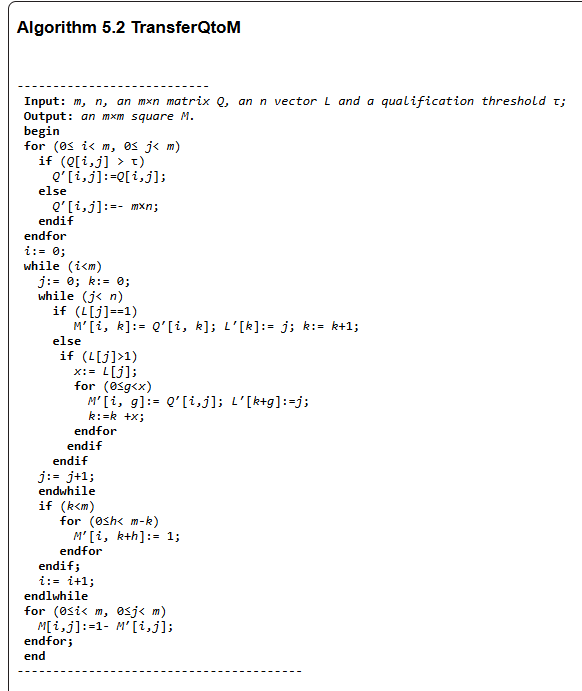 Algorithm 5.2 TransferQtoM
---------------------------
Input: m, n, an m×n matrix Q, an n vector L and a qualification threshold τ;
Output: an m×m square M.
begin
for (0≤ i< m, 0≤ j< m)
if (Q[i,j] > τ)
Q’[i,j]:=Q[i,j];
else
Q’[i,j]:=- m×n;
endif
endfor
i:= 0;
while (i<m)
j:= 0; k:= 0;
while (j< n)
if (L[j]==1)
M’[i, k]:= Q’[i, k]; L’[k]:= j; k:= k+1;
else
if (L[j]>1)
x:= L[j];
for (0≤g<x)
M’[i, g]:= Q’[i,j]; L’[k+g]:=j;
k:=k +x;
endfor
endif
endif
j:= j+1;
endwhile
if (k<m)
for (0≤h< m-k)
M’[i, k+h]:= 1;
endfor
endif;
i:= i+1;
endlwhile
for (0≤i< m, 0≤j< m)
M[i,j]:=1- M’[i,j];
endfor;
end
----------------------------------------